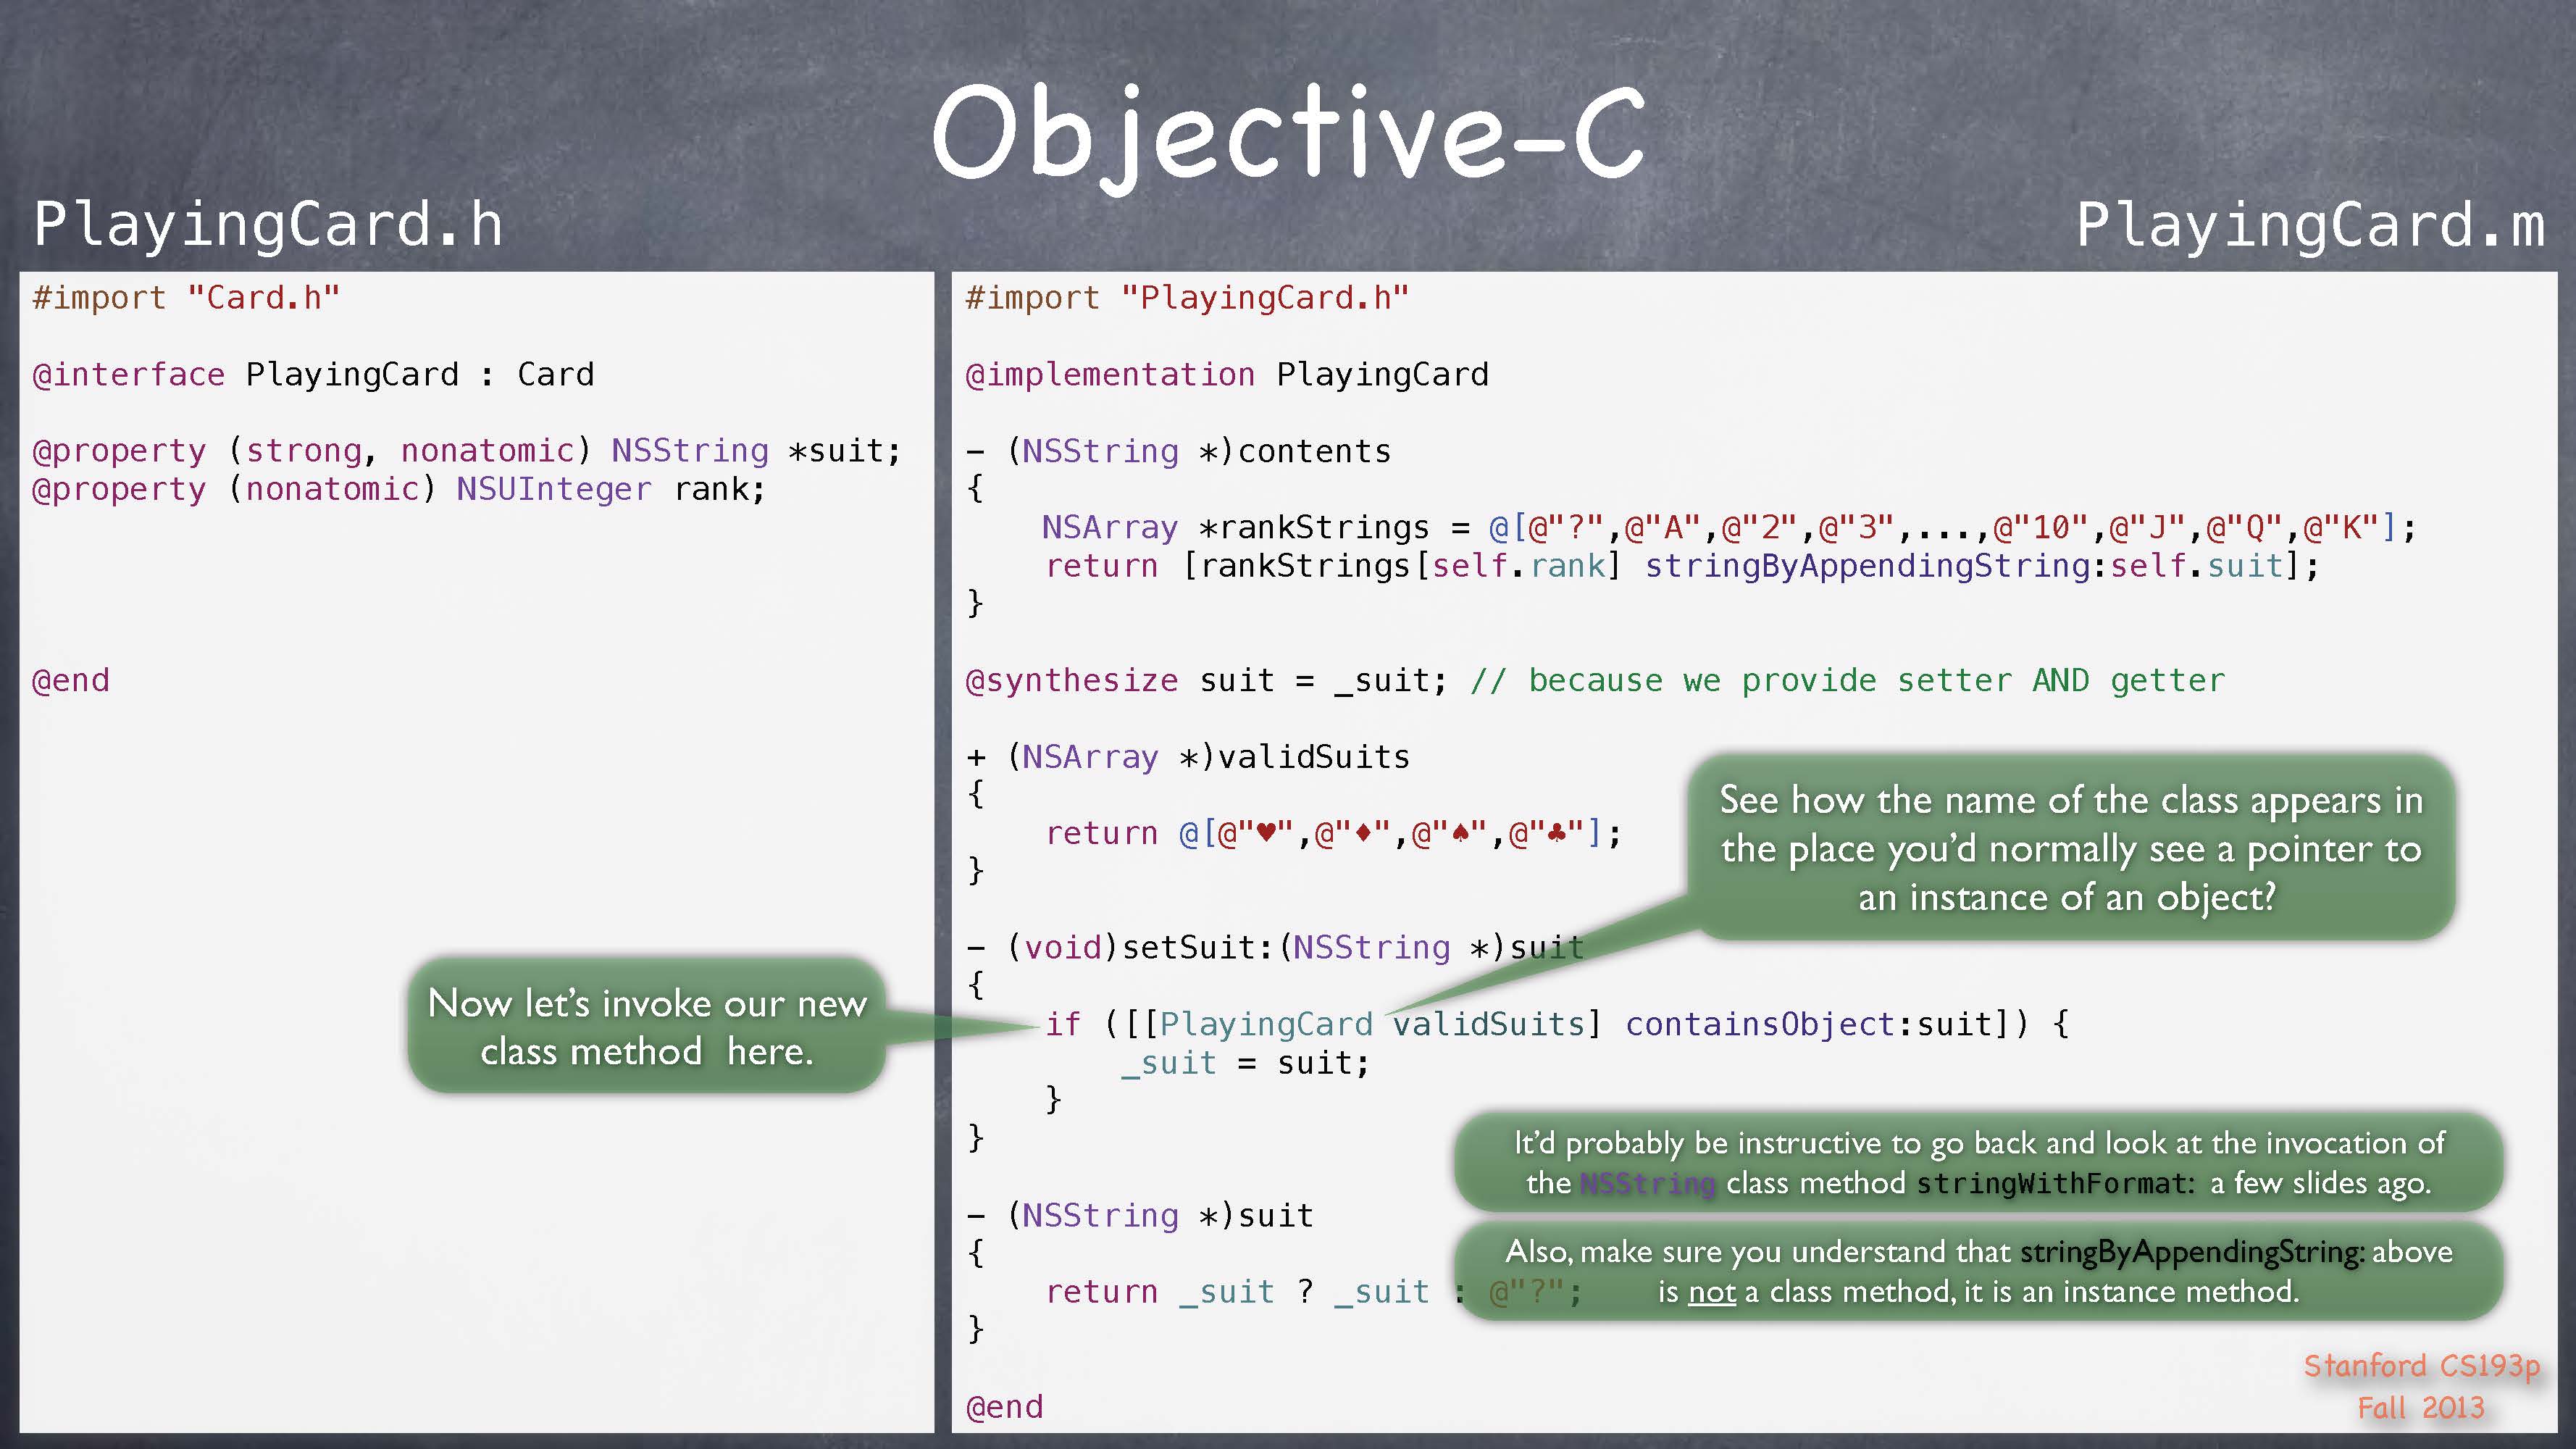 Objective-C
PlayingCard.h
PlayingCard.m
#import "Card.h"
@interface PlayingCard : Card
@property (strong, nonatomic) NSString *suit;
@property (nonatomic) NSUInteger rank;
@end
#import "PlayingCard.h"
@implementation PlayingCard
- (NSString *)contents
{
    NSArray *rankStrings = @[@"?",@"A",@"2",@"3",...,@"10",@"J",@"Q",@"K"];
    return [rankStrings[self.rank] stringByAppendingString:self.suit];
}
@synthesize suit = _suit; // because we provide setter AND getter
+ (NSArray *)validSuits
{
    return @[@"♥",@"♦",@"♠",@"♣"];
}
- (void)setSuit:(NSString *)suit
{
    if ([[PlayingCard validSuits] containsObject:suit]) {
        _suit = suit;
    }
}
- (NSString *)suit
{
    return _suit ? _suit : @"?";
}
@end
See how the name of the class appears in
the place you'd normally see a pointer to
an instance of an object?
Now let's invoke our new
class method here.
It'd probably be instructive to go back and look at the invocation of
the NSString class method stringWithFormat: a few slides ago.
Also, make sure you understand that stringByAppendingString: above
is not a class method, it is an instance method.
Stanford CS193p
Fall 2013